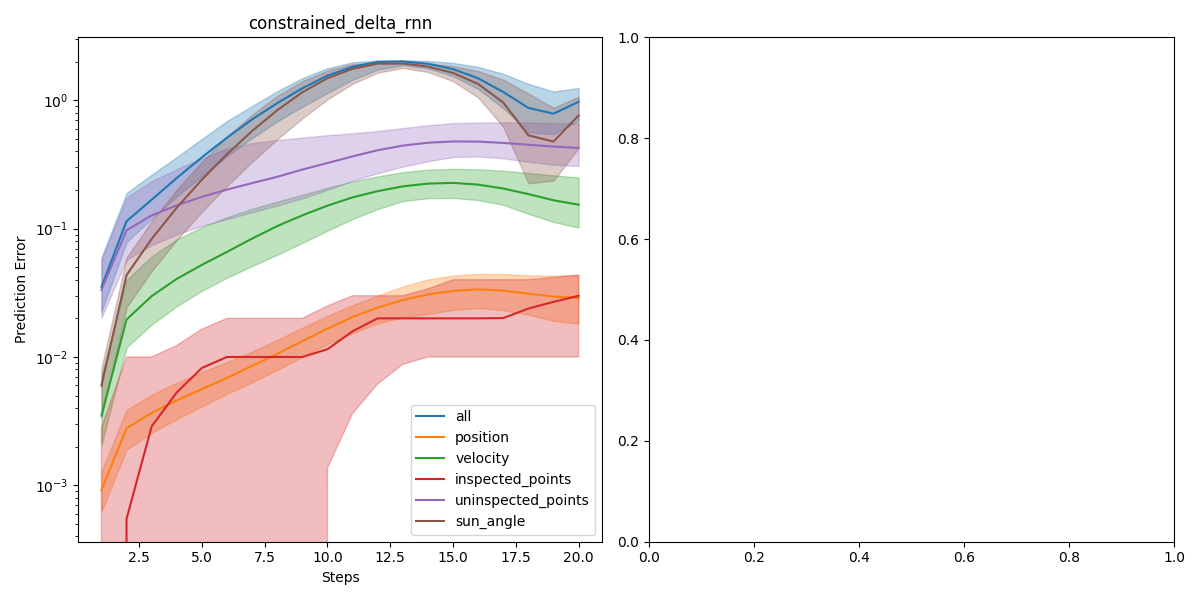 constrained_delta_rnn
Prediction Error
10⁰
10⁻¹
10⁻²
10⁻³
2.5 5.0 7.5 10.0 12.5 15.0 17.5 20.0
Steps
all
position
velocity
inspected_points
uninspected_points
sun_angle
1.0
0.8
0.6
0.4
0.2
0.0
0.0 0.2 0.4 0.6 0.8 1.0